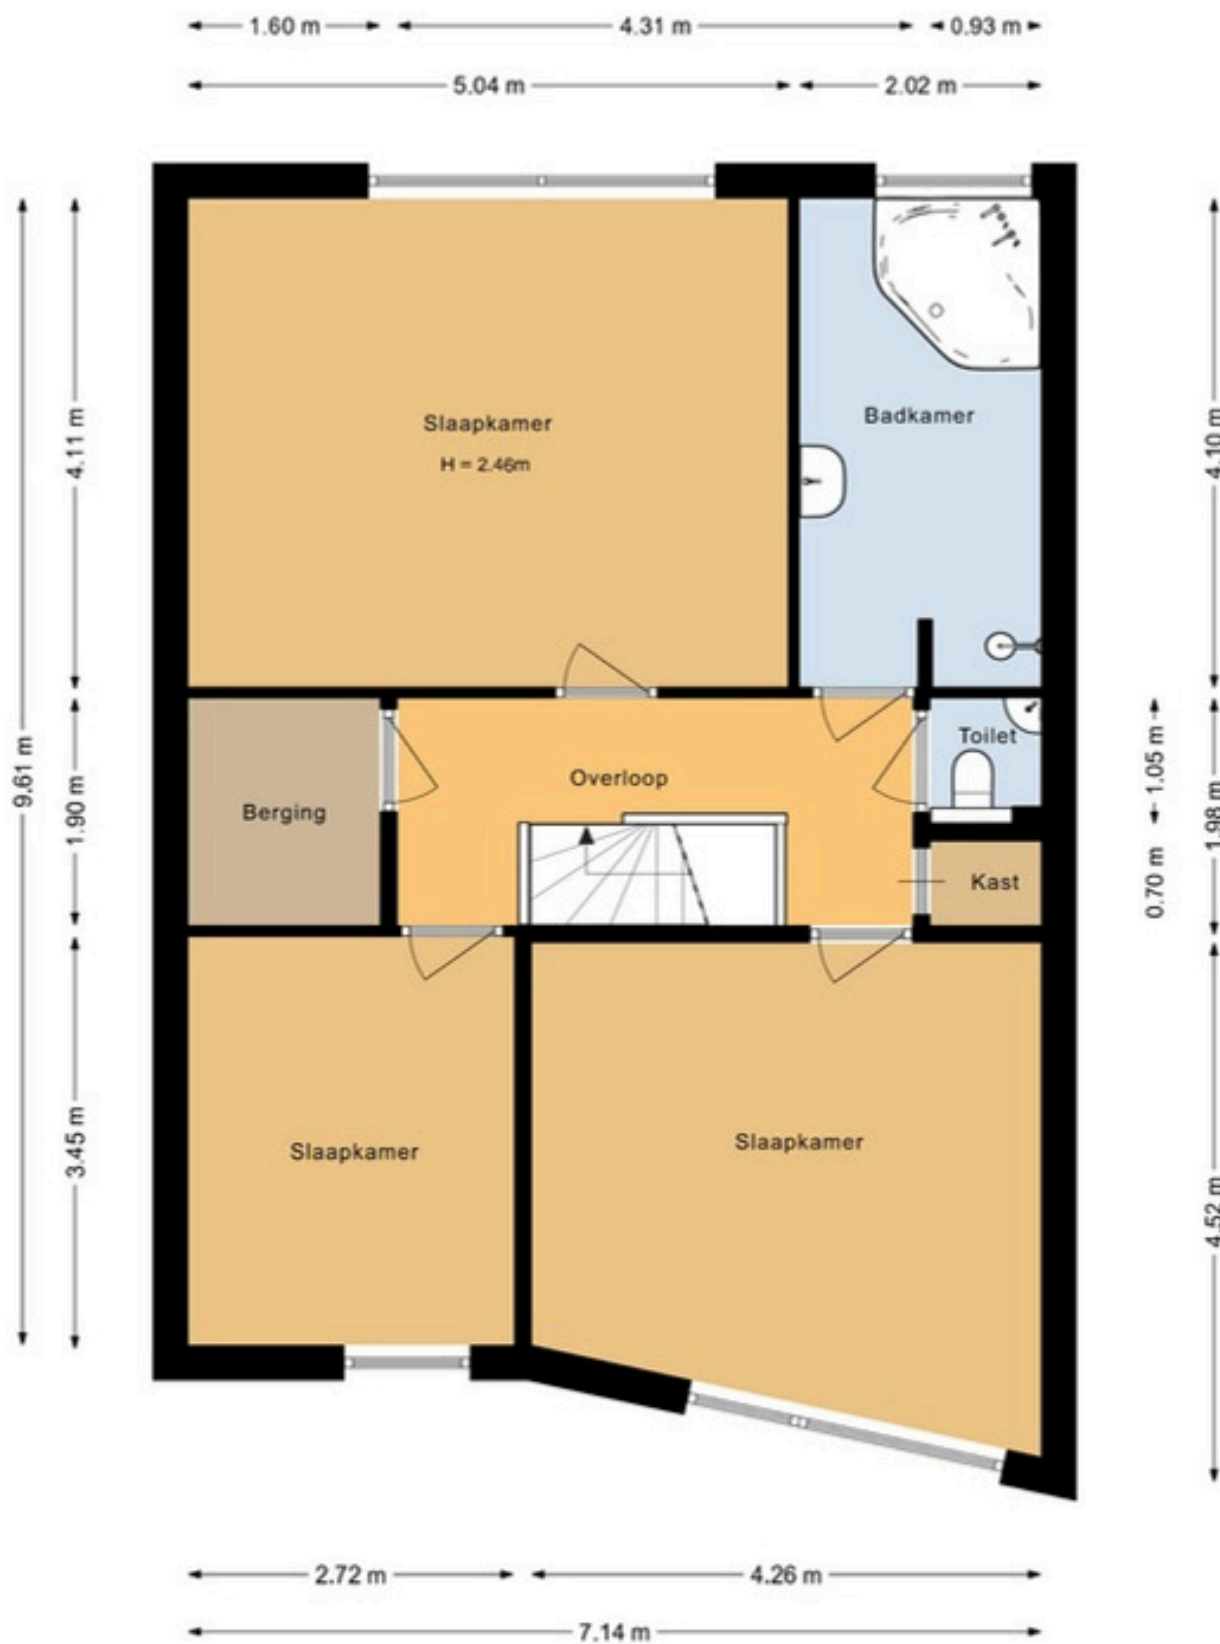 1.60 m
4.31 m
0.93 m
5.04 m
2.02 m
Slaapkamer
H = 2.46m
Badkamer
4.11 m
4.10 m
9.61 m
1.90 m
Berging
Overloop
Toilet
Kast
1.05 m
0.70 m
1.98 m
3.45 m
Slaapkamer
Slaapkamer
4.52 m
2.72 m
4.26 m
7.14 m